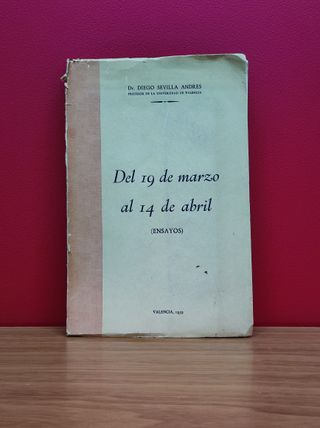 Dr. DIEGO SEVILLA ANDRES
PROFESOR DE LA UNIVERSIDAD DE VALENCIA
Del 19 de marzo
al 14 de abril
(ENSAYOS)
VALENCIA, 1959